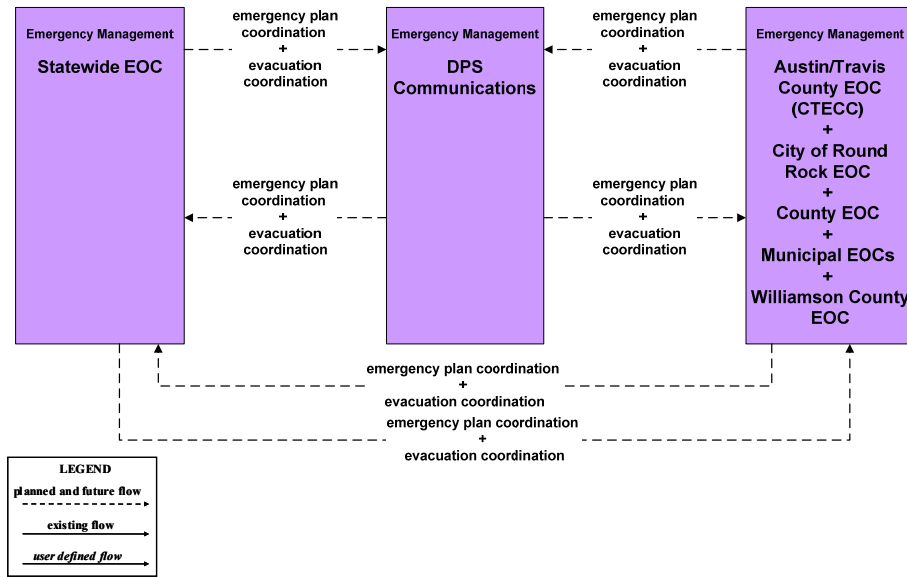 Emergency Management
Statewide EOC
emergency plan
coordination
+
evacuation
coordination
Emergency Management
DPS
Communications
emergency plan
coordination
+
evacuation
coordination
Emergency Management
Austin/Travis
County EOC
(CTECC)
+
City of Round
Rock EOC
+
County EOC
+
Municipal EOCs
+
Williamson County
EOC
emergency plan
coordination
+
evacuation
coordination
emergency plan
coordination
+
evacuation
coordination
emergency plan coordination
+
evacuation coordination
emergency plan coordination
+
evacuation coordination
LEGEND
planned and future flow
existing flow
user defined flow